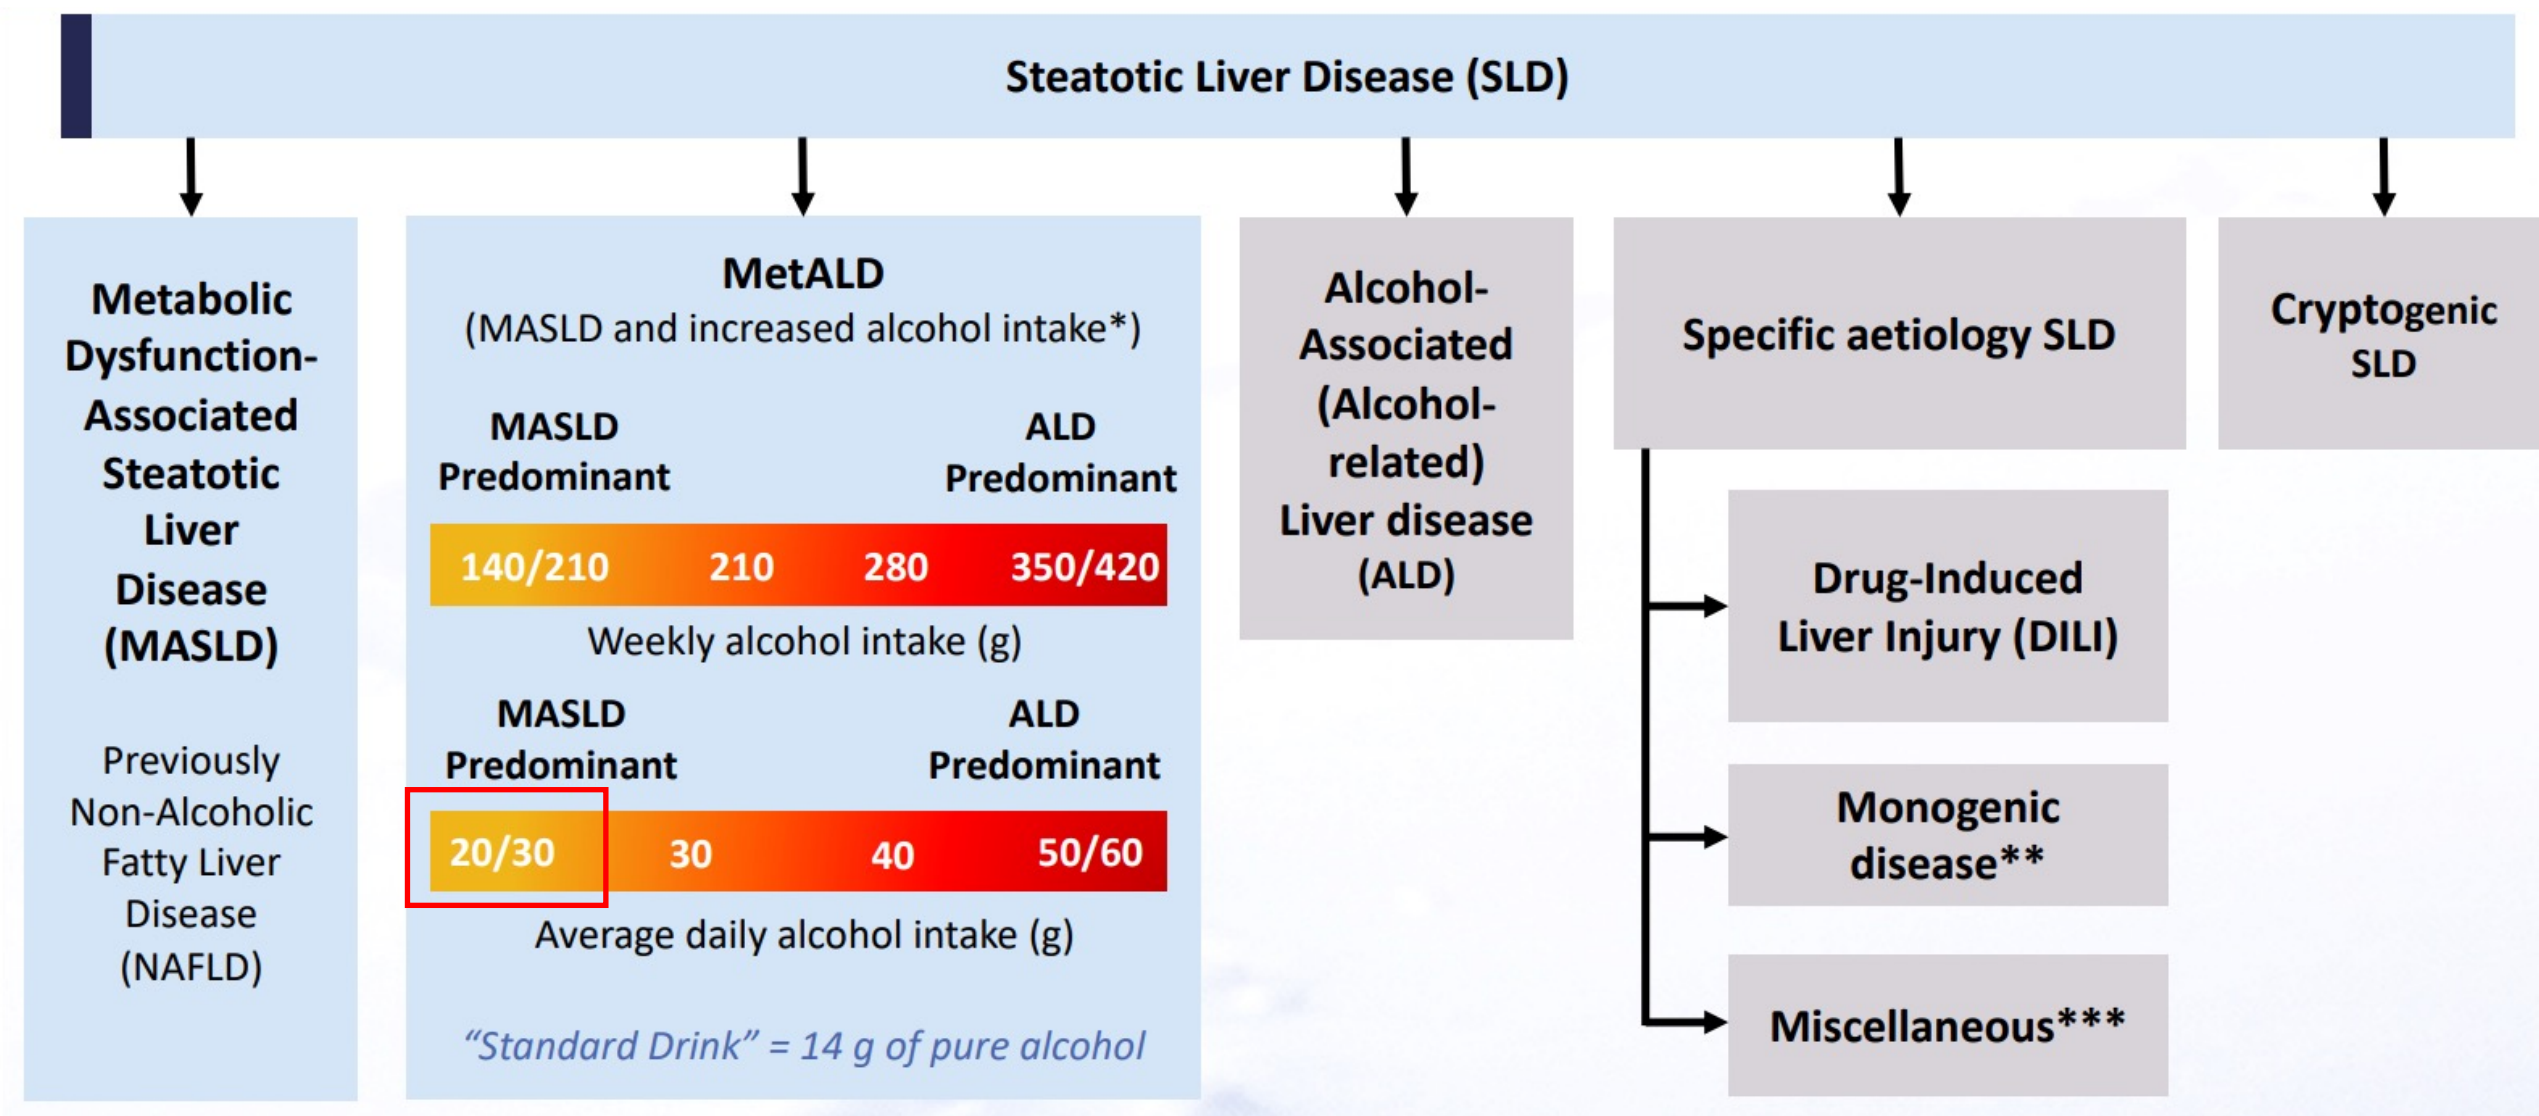 Steatotic Liver Disease (SLD)
Metabolic
Dysfunction-
Associated
Steatotic
Liver
Disease
(MASLD)
Previously
Non-Alcoholic
Fatty Liver
Disease
(NAFLD)
MetALD
(MASLD and increased alcohol intake*)
MASLD
Predominant
ALD
Predominant
140/210 210 280 350/420
Weekly alcohol intake (g)
MASLD
Predominant
ALD
Predominant
20/30 30 40 50/60
Average daily alcohol intake (g)
“Standard Drink” = 14 g of pure alcohol
Alcohol-
Associated
(Alcohol-
related)
Liver disease
(ALD)
Specific aetiology SLD
Drug-Induced
Liver Injury (DILI)
Monogenic
disease**
Miscellaneous***
Cryptogenic
SLD